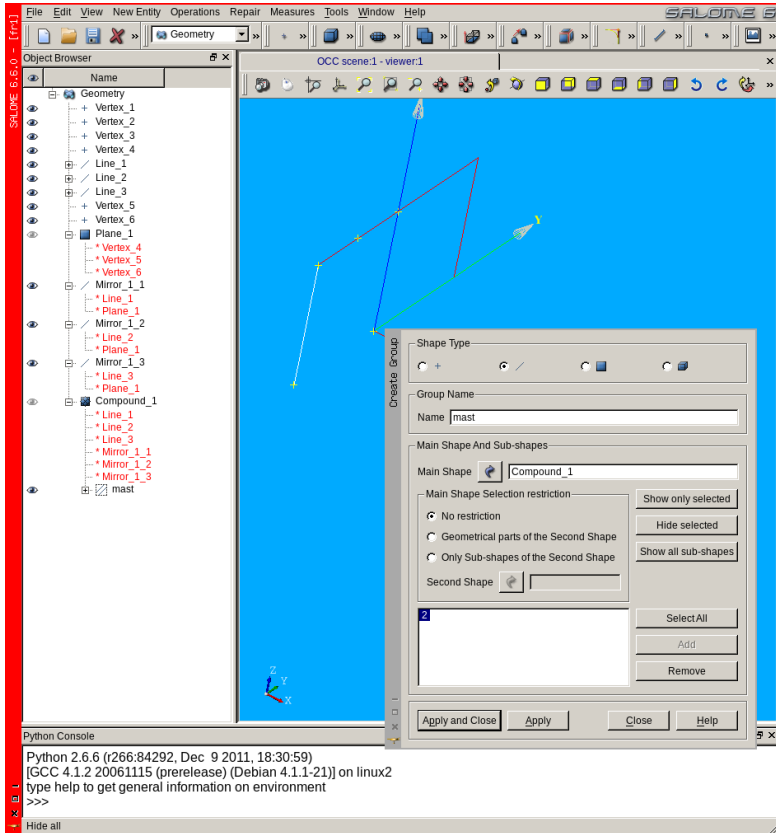 File Edit View New Entity Operations Repair Measures Tools Window Help
SALOME 6
SALOME 6.6.0 - [fr1]
» Geometry » » » » » » » » » » »
Object Browser
OCC scene:1 - viewer:1
Name
Geometry
Vertex_1
Vertex_2
Vertex_3
Vertex_4
Line_1
Line_2
Line_3
Vertex_5
Vertex_6
Plane_1
* Vertex_4
* Vertex_5
* Vertex_6
Mirror_1_1
* Line_1
* Plane_1
Mirror_1_2
* Line_2
* Plane_1
Mirror_1_3
* Line_3
* Plane_1
Compound_1
* Line_1
* Line_2
* Line_3
* Mirror_1_1
* Mirror_1_2
* Mirror_1_3
mast
Y
Z
Y
X
Create Group
Shape Type
Group Name
Name mast
Main Shape And Sub-shapes
Main Shape Compound_1
Main Shape Selection restriction
No restriction
Geometrical parts of the Second Shape
Only Sub-shapes of the Second Shape
Second Shape
Show only selected
Hide selected
Show all sub-shapes
2
Select All
Add
Remove
Apply and Close Apply Close Help
Python Console
Python 2.6.6 (r266:84292, Dec 9 2011, 18:30:59)
[GCC 4.1.2 20061115 (prerelease) (Debian 4.1.1-21)] on linux2
type help to get general information on environment
>>>
Hide all